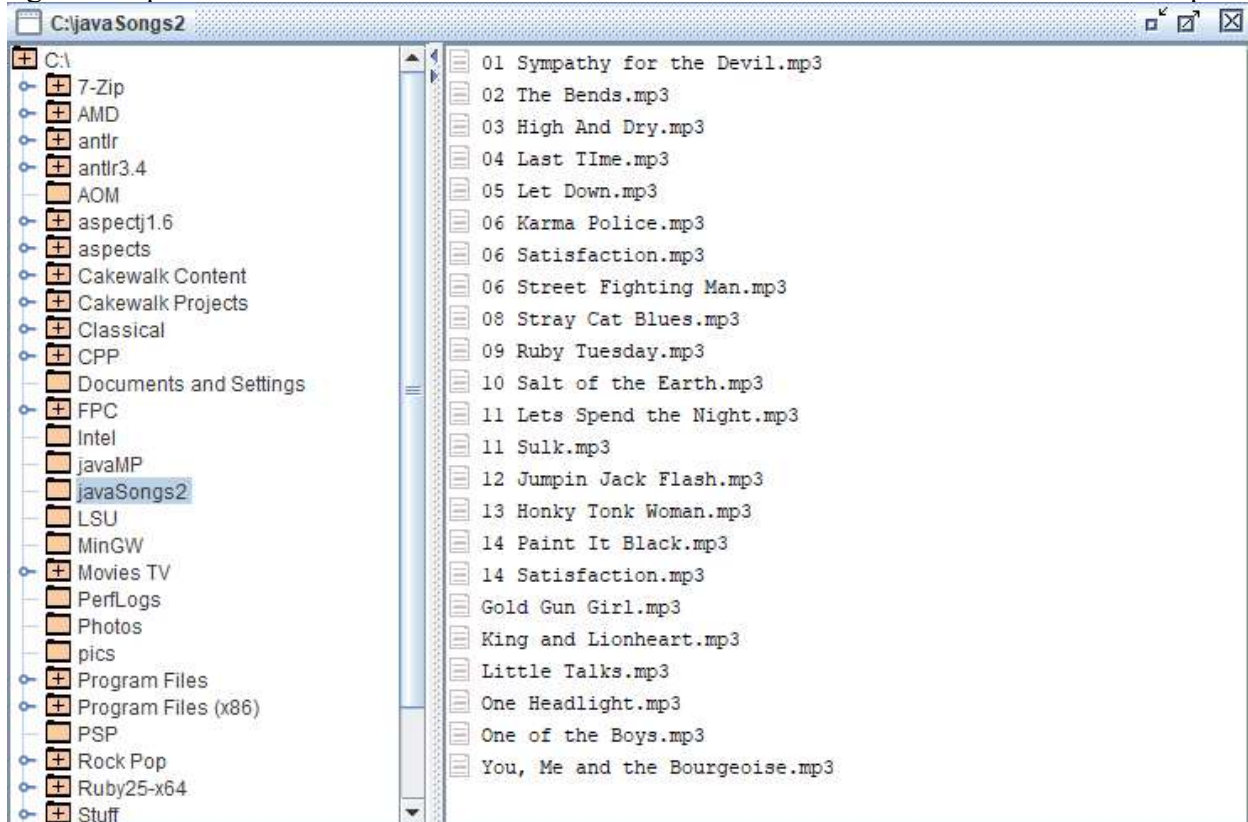 C:\javaSongs2
C:\
7-Zip
AMD
antlr
antlr3.4
AOM
aspectj1.6
aspects
Cakewalk Content
Cakewalk Projects
Classical
CPP
Documents and Settings
FPC
Intel
javaMP
javaSongs2
LSU
MinGW
Movies TV
PerfLogs
Photos
pics
Program Files
Program Files (x86)
PSP
Rock Pop
Ruby25-x64
Stuff
01 Sympathy for the Devil.mp3
02 The Bends.mp3
03 High And Dry.mp3
04 Last TIme.mp3
05 Let Down.mp3
06 Karma Police.mp3
06 Satisfaction.mp3
06 Street Fighting Man.mp3
08 Stray Cat Blues.mp3
09 Ruby Tuesday.mp3
10 Salt of the Earth.mp3
11 Lets Spend the Night.mp3
11 Sulk.mp3
12 Jumpin Jack Flash.mp3
13 Honky Tonk Woman.mp3
14 Paint It Black.mp3
14 Satisfaction.mp3
Gold Gun Girl.mp3
King and Lionheart.mp3
Little Talks.mp3
One Headlight.mp3
One of the Boys.mp3
You, Me and the Bourgeoise.mp3